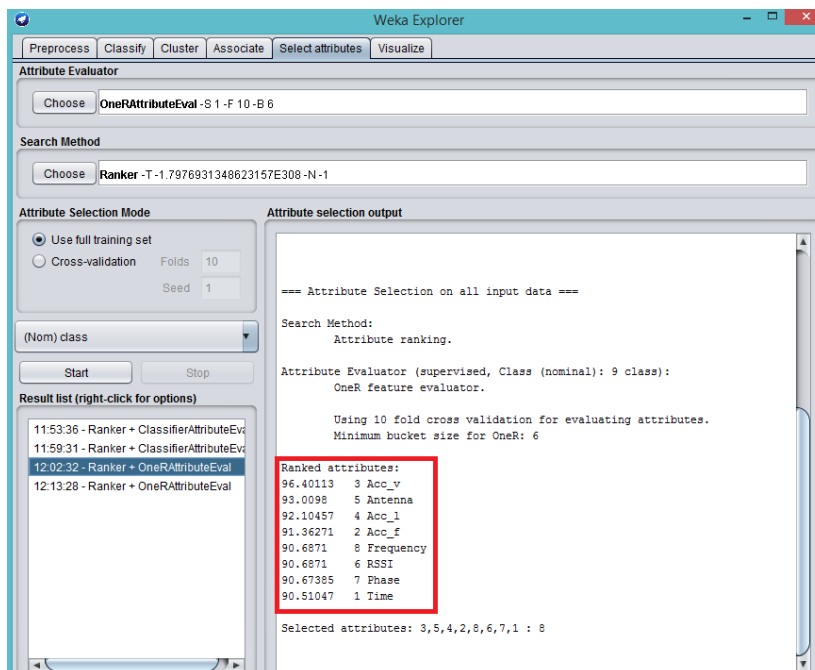 Weka Explorer
Preprocess Classify Cluster Associate Select attributes Visualize
Attribute Evaluator
Choose OneRAttributeEval -S 1 -F 10 -B 6
Search Method
Choose Ranker -T -1.7976931348623157E308 -N -1
Attribute Selection Mode
Use full training set
Cross-validation Folds 10
Seed 1
(Nom) class
Start Stop
Result list (right-click for options)
11:53:36 - Ranker + ClassifierAttributeEva
11:59:31 - Ranker + ClassifierAttributeEva
12:02:32 - Ranker + OneRAttributeEval
12:13:28 - Ranker + OneRAttributeEval
Attribute selection output
=== Attribute Selection on all input data ===
Search Method:
Attribute ranking.
Attribute Evaluator (supervised, Class (nominal): 9 class):
OneR feature evaluator.
Using 10 fold cross validation for evaluating attributes.
Minimum bucket size for OneR: 6
Ranked attributes:
96.40113 3 Acc_v
93.0098 5 Antenna
92.10457 4 Acc_l
91.36271 2 Acc_f
90.6871 8 Frequency
90.6871 6 RSSI
90.67385 7 Phase
90.51047 1 Time
Selected attributes: 3,5,4,2,8,6,7,1 : 8